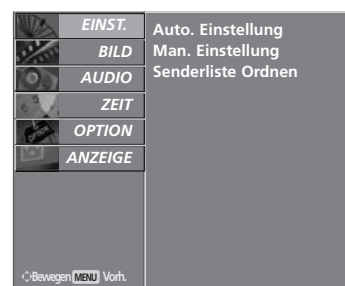 EINST.
BILD
AUDIO
ZEIT
OPTION
ANZEIGE
Auto. Einstellung
Man. Einstellung
Senderliste Ordnen
Bewegen MENU Vorh.